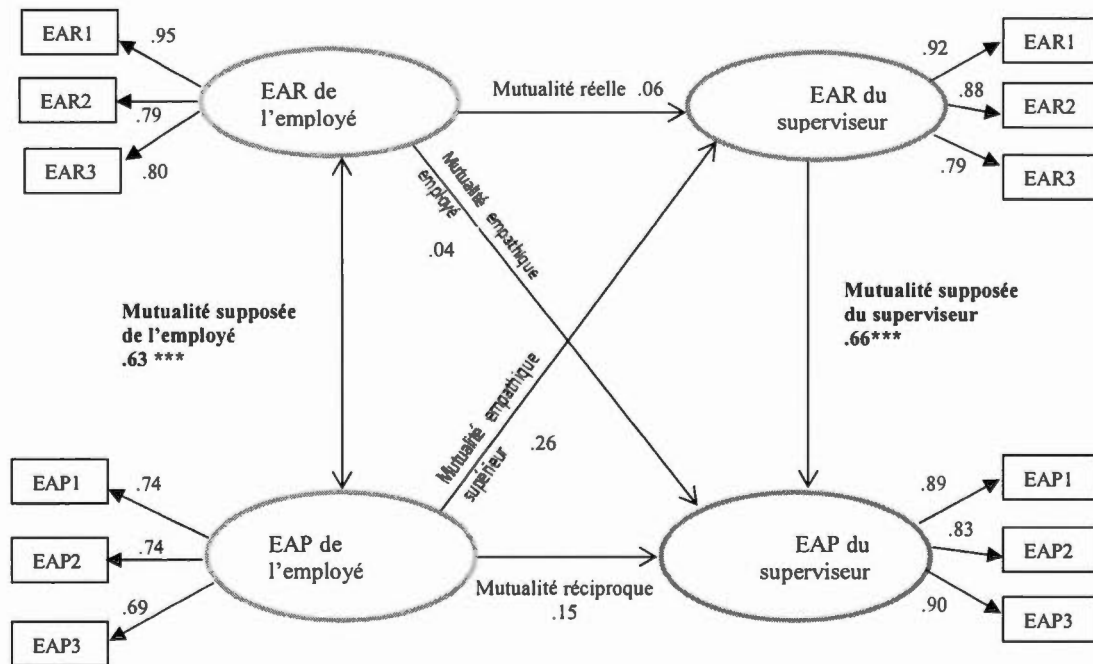 EAR1
.95
EAR2
.79
EAR3
.80
EAR de
l'employé
Mutualité réelle .06
EAR du
superviseur
.92
EAR1
.88
EAR2
.79
EAR3
Mutualité empathique
employé
.04
Mutualité supposée
de l'employé
.63 ***
Mutualité supposée
du superviseur
.66***
Mutualité empathique
supérieur
.26
EAP1
.74
EAP2
.74
EAP3
.69
EAP de
l'employé
Mutualité réciproque
.15
EAP du
superviseur
.89
EAP1
.83
EAP2
.90
EAP3